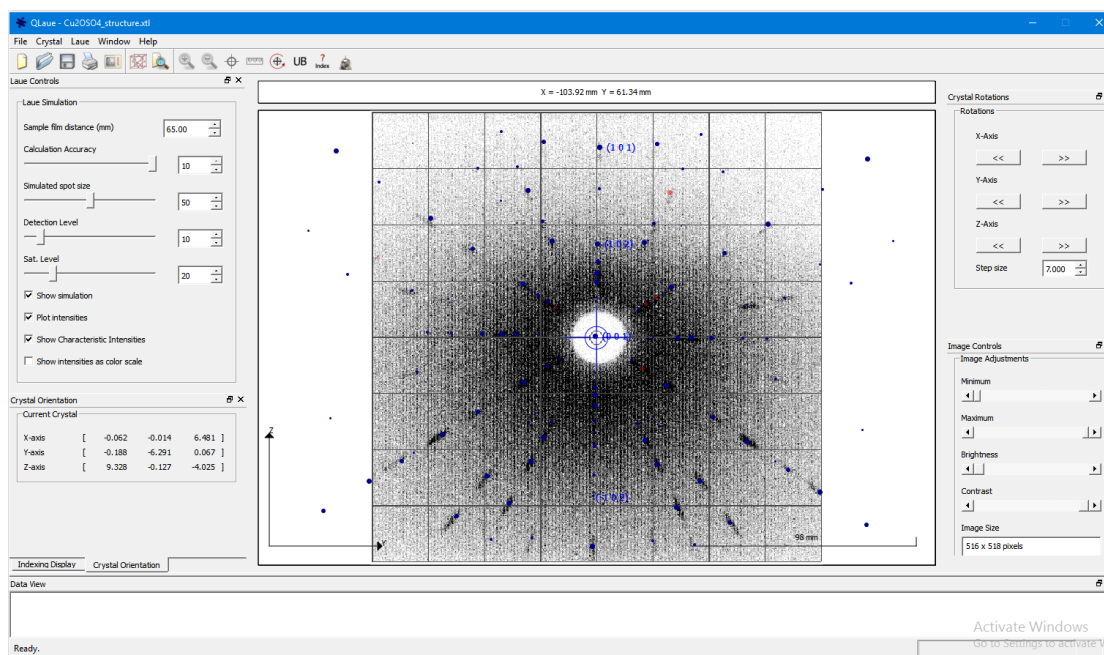 QLaue - Cu2OSO4_structure.xtl
File Crystal Laue Window Help
UB ? Index
Laue Controls
Laue Simulation
Sample film distance (mm) 65.00
Calculation Accuracy
10
Simulated spot size
50
Detection Level
10
Sat. Level
20
Show simulation
Plot intensities
Show Characteristic Intensities
Show intensities as color scale
Crystal Orientation
Current Crystal
X-axis [ -0.062 -0.014 6.481 ]
Y-axis [ -0.188 -6.291 0.067 ]
Z-axis [ 9.328 -0.127 -4.025 ]
Indexing Display Crystal Orientation
X = -103.92 mm Y = 61.34 mm
(1 0 1)
(1 0 2)
(0 0 1)
(-1 0 2)
Z
Y
98 mm
Crystal Rotations
Rotations
X-Axis
<< >>
Y-Axis
<< >>
Z-Axis
<< >>
Step size 7.000
Image Controls
Image Adjustments
Minimum
Maximum
Brightness
Contrast
Image Size
516 x 518 pixels
Data View
Activate Windows
Go to Settings to activate
Ready.